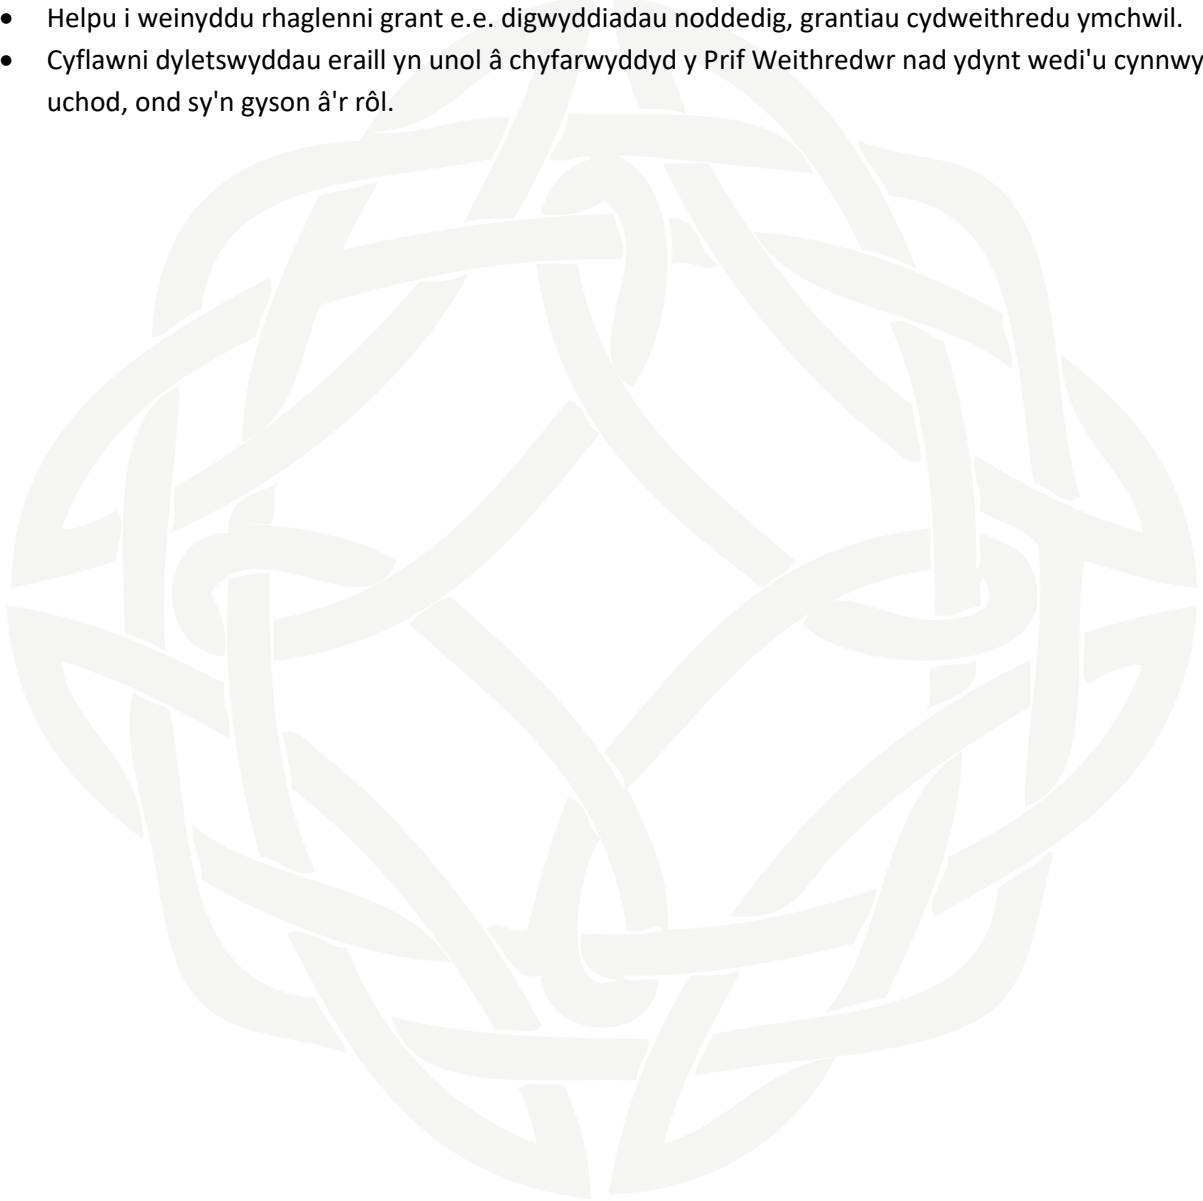 • Helpu i weinyddu rhaglenni grant e.e. digwyddiadau noddedig, grantiau cydweithredu ymchwil.
• Cyflawni dyletswyddau eraill yn unol â chyfarwyddyd y Prif Weithredwr nad ydynt wedi'u cynnwy
uchod, ond sy'n gyson â'r rôl.